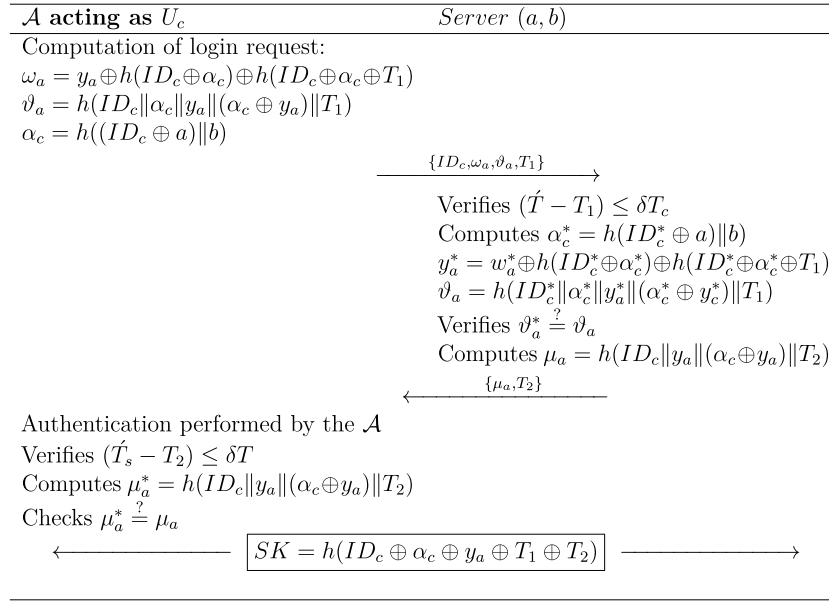 𝒜 acting as U_c Server (a, b)
Computation of login request:
ω_a = y_a⊕h(ID_c⊕α_c)⊕h(ID_c⊕α_c⊕T_1)
ϑ_a = h(ID_c‖α_c‖y_a‖(α_c ⊕ y_a)‖T_1)
α_c = h((ID_c ⊕ a)‖b)
{ID_c,ω_a,ϑ_a,T_1}
Verifies (T́ − T_1) ≤ δT_c
Computes α_c^* = h(ID_c^* ⊕ a)‖b)
y_a^* = w_a^*⊕h(ID_c^*⊕α_c^*)⊕h(ID_c^*⊕α_c^*⊕T_1)
ϑ_a = h(ID_c^*‖α_c^*‖y_a^*‖(α_c^* ⊕ y_c^*)‖T_1)
Verifies ϑ_a^* ≟ ϑ_a
Computes μ_a = h(ID_c‖y_a‖(α_c⊕y_a)‖T_2)
{μ_a,T_2}
Authentication performed by the 𝒜
Verifies (T́_s − T_2) ≤ δT
Computes μ_a^* = h(ID_c‖y_a‖(α_c⊕y_a)‖T_2)
Checks μ_a^* ≟ μ_a
SK = h(ID_c ⊕ α_c ⊕ y_a ⊕ T_1 ⊕ T_2)